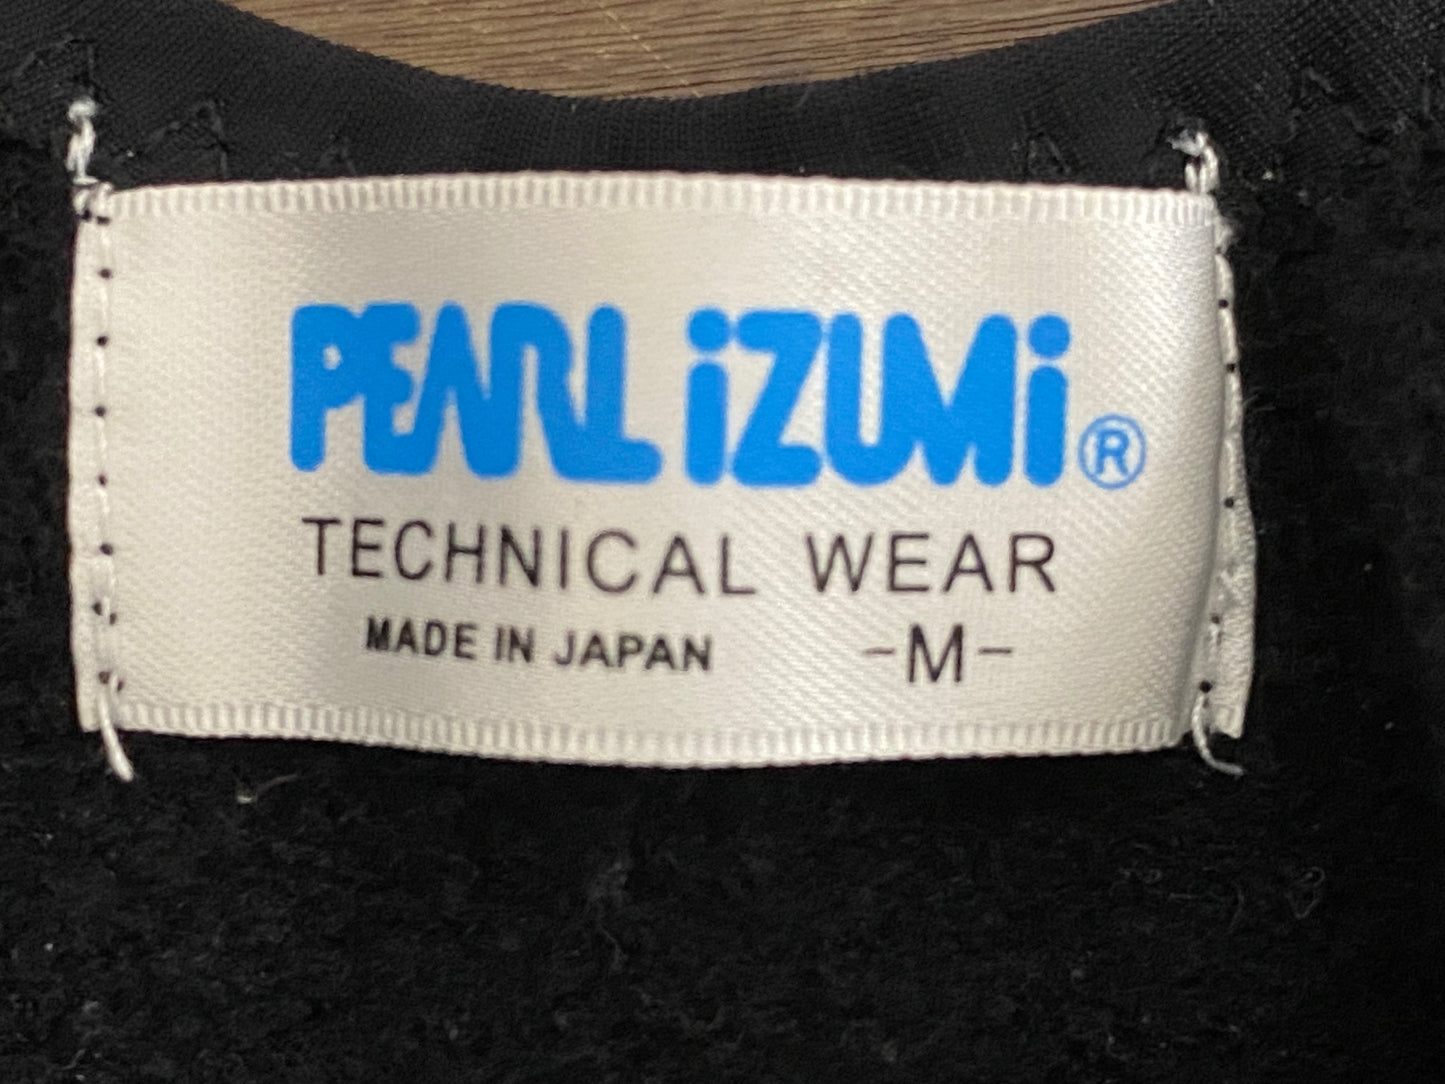 PEARL iZUMi®
TECHNICAL WEAR
MADE IN JAPAN -M-